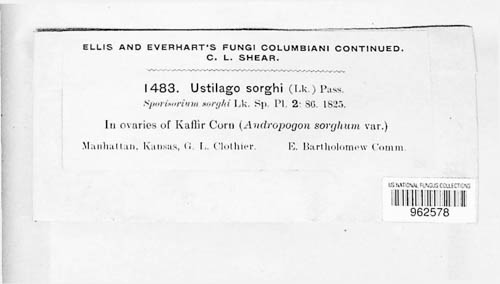 ELLIS AND EVERHART'S FUNGI COLUMBIANI CONTINUED.
C. L. SHEAR.
1483. Ustilago sorghi (Lk.) Pass.
Sporisorium sorghi Lk. Sp. Pl. 2: 86. 1825.
In ovaries of Kaffir Corn (Andropogon sorghum var.)
Manhattan, Kansas, G. L. Clothier. E. Bartholomew Comm.
US NATIONAL FUNGUS COLLECTIONS
962578